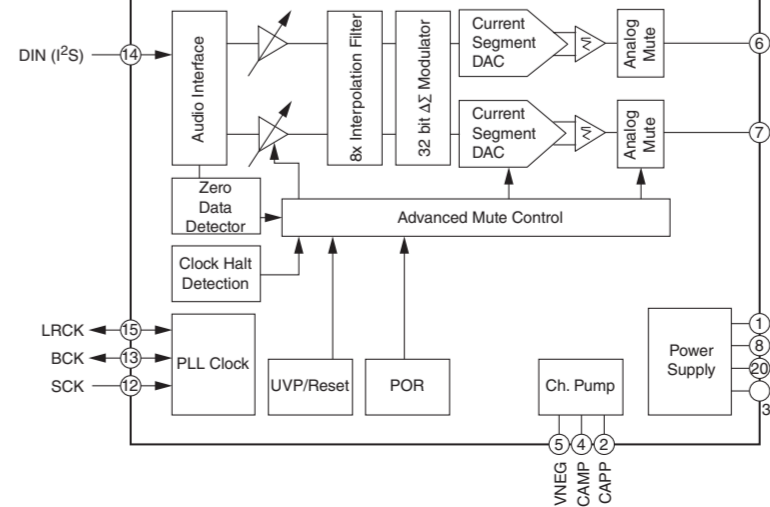 DIN (I²S)
14
Audio Interface
8x Interpolation Filter
32 bit ΔΣ Modulator
Current
Segment
DAC
Analog
Mute
6
Current
Segment
DAC
Analog
Mute
7
Zero
Data
Detector
Advanced Mute Control
Clock Halt
Detection
LRCK
15
BCK
13
SCK
12
PLL Clock
UVP/Reset
POR
Ch. Pump
Power
Supply
1
8
20
3
5
4
2
VNEG
CAMP
CAPP